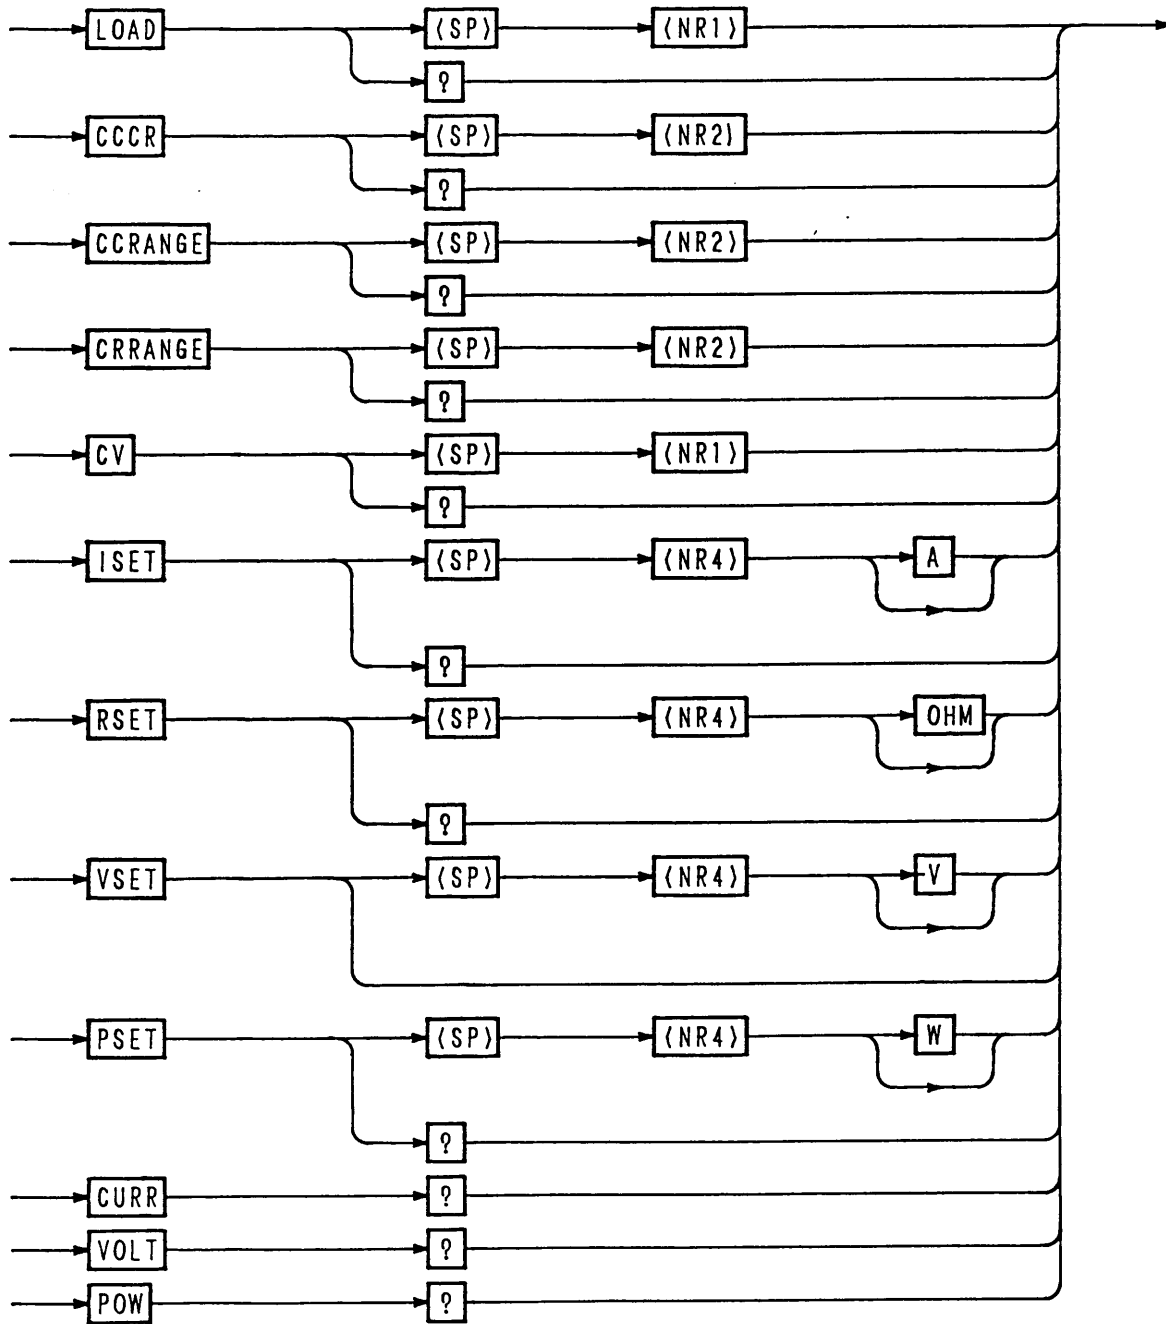 LOAD ⟨SP⟩ ⟨NR1⟩
?
CCCR ⟨SP⟩ ⟨NR2⟩
?
CCRANGE ⟨SP⟩ ⟨NR2⟩
?
CRRANGE ⟨SP⟩ ⟨NR2⟩
?
CV ⟨SP⟩ ⟨NR1⟩
?
ISET ⟨SP⟩ ⟨NR4⟩ A
?
RSET ⟨SP⟩ ⟨NR4⟩ OHM
?
VSET ⟨SP⟩ ⟨NR4⟩ V
PSET ⟨SP⟩ ⟨NR4⟩ W
?
CURR ?
VOLT ?
POW ?